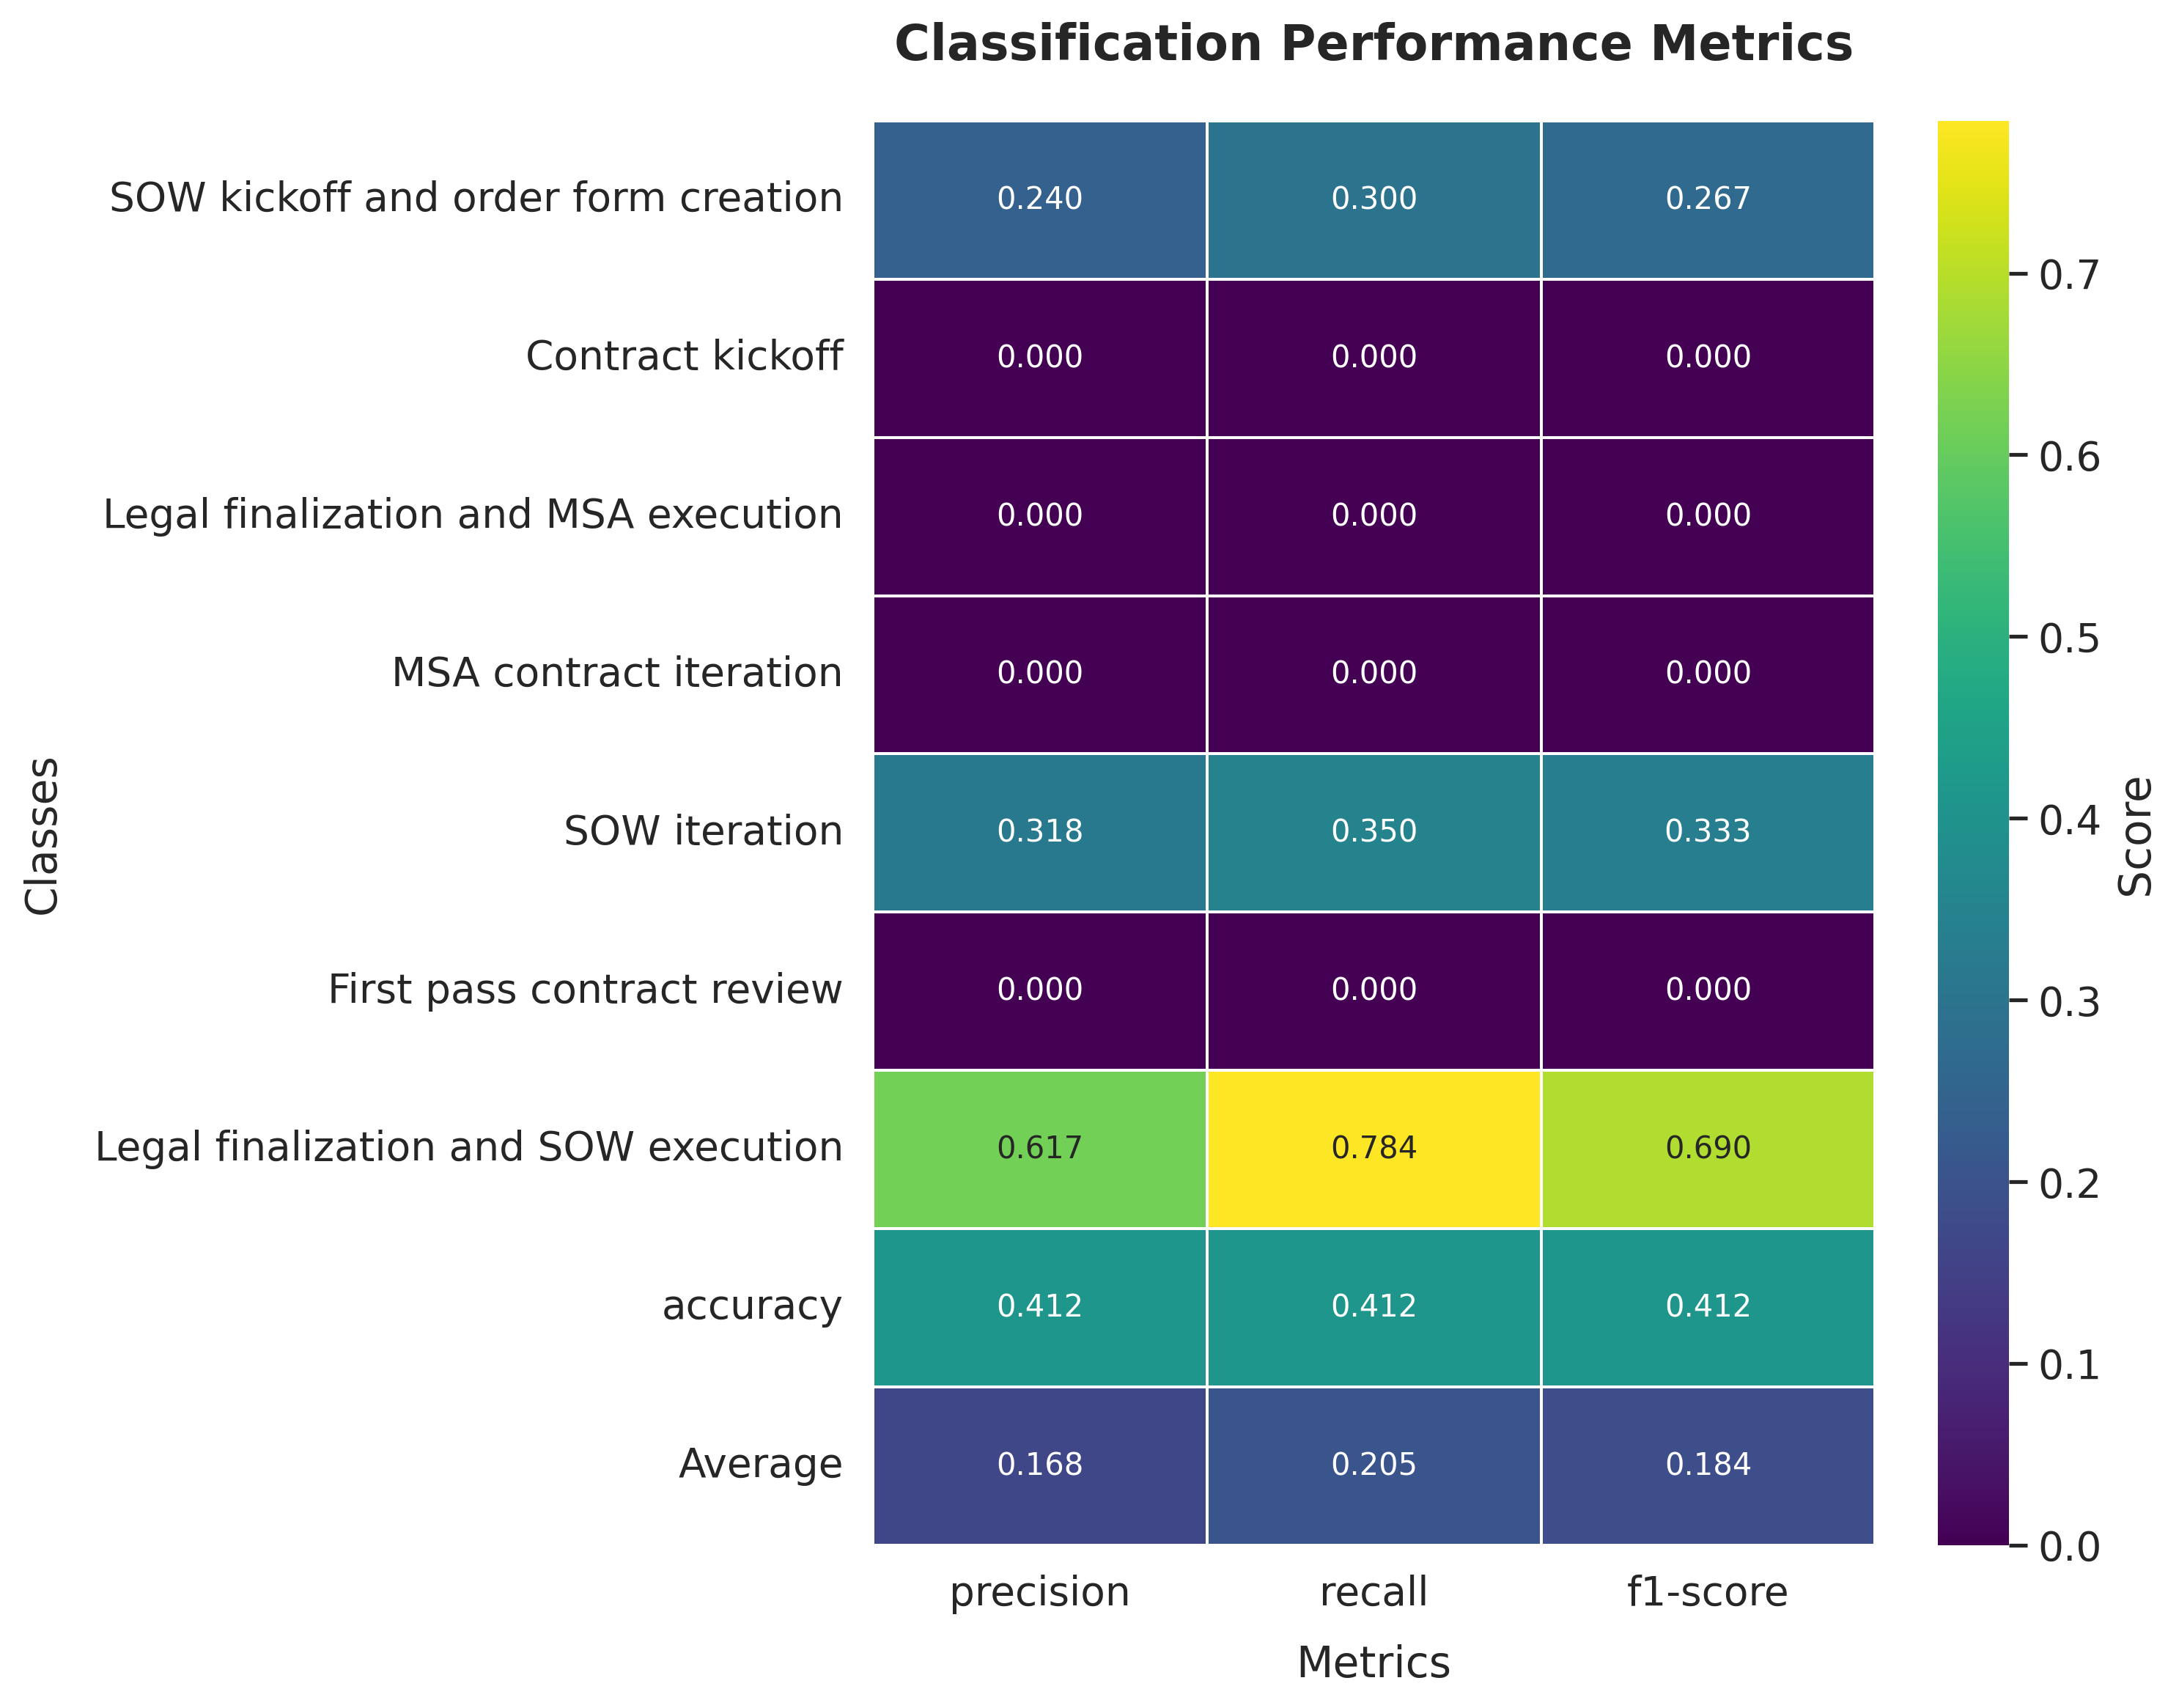 Classification Performance Metrics
SOW kickoff and order form creation 0.240 0.300 0.267
Contract kickoff 0.000 0.000 0.000
Legal finalization and MSA execution 0.000 0.000 0.000
MSA contract iteration 0.000 0.000 0.000
SOW iteration 0.318 0.350 0.333
First pass contract review 0.000 0.000 0.000
Legal finalization and SOW execution 0.617 0.784 0.690
accuracy 0.412 0.412 0.412
Average 0.168 0.205 0.184
precision recall f1-score
Metrics
Classes
0.7
0.6
0.5
0.4
0.3
0.2
0.1
0.0
Score